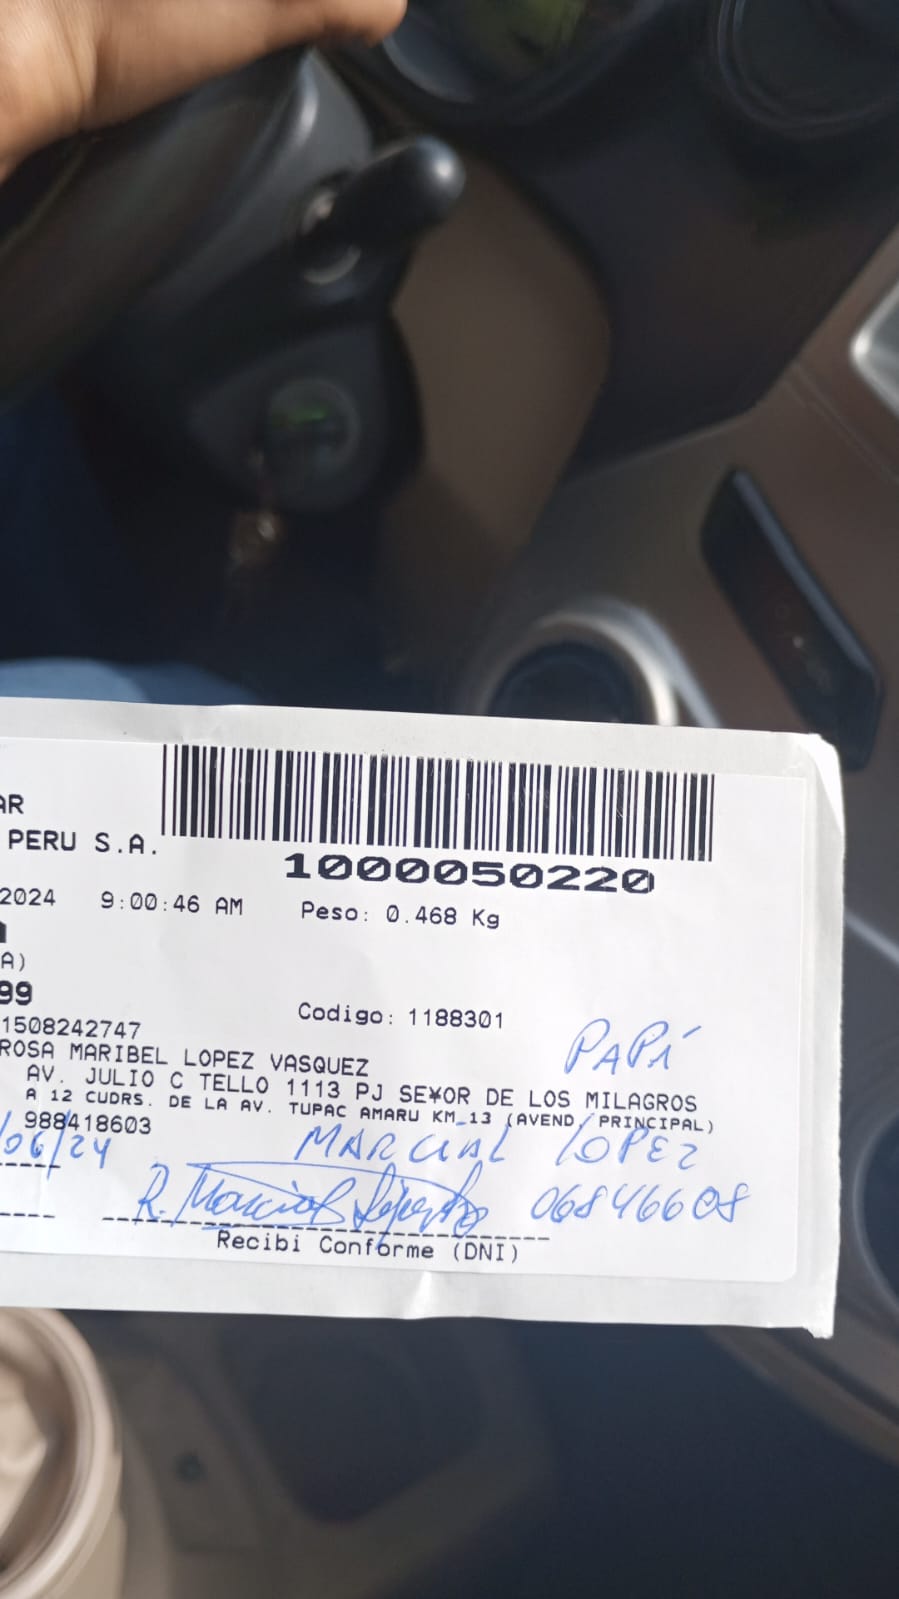 AR
PERU S.A.
1000050220
2024 9:00:46 AM Peso: 0.468 Kg
A)
99
Codigo: 1188301
1508242747
ROSA MARIBEL LOPEZ VASQUEZ
PAPÁ
AV. JULIO C TELLO 1113 PJ SE¥OR DE LOS MILAGROS
A 12 CUDRS. DE LA AV. TUPAC AMARU KM 13 (AVEND/ PRINCIPAL)
988418603
/06/24 MARCIAL LOPEZ
R. Marcial 06846608
Recibi Conforme (DNI)